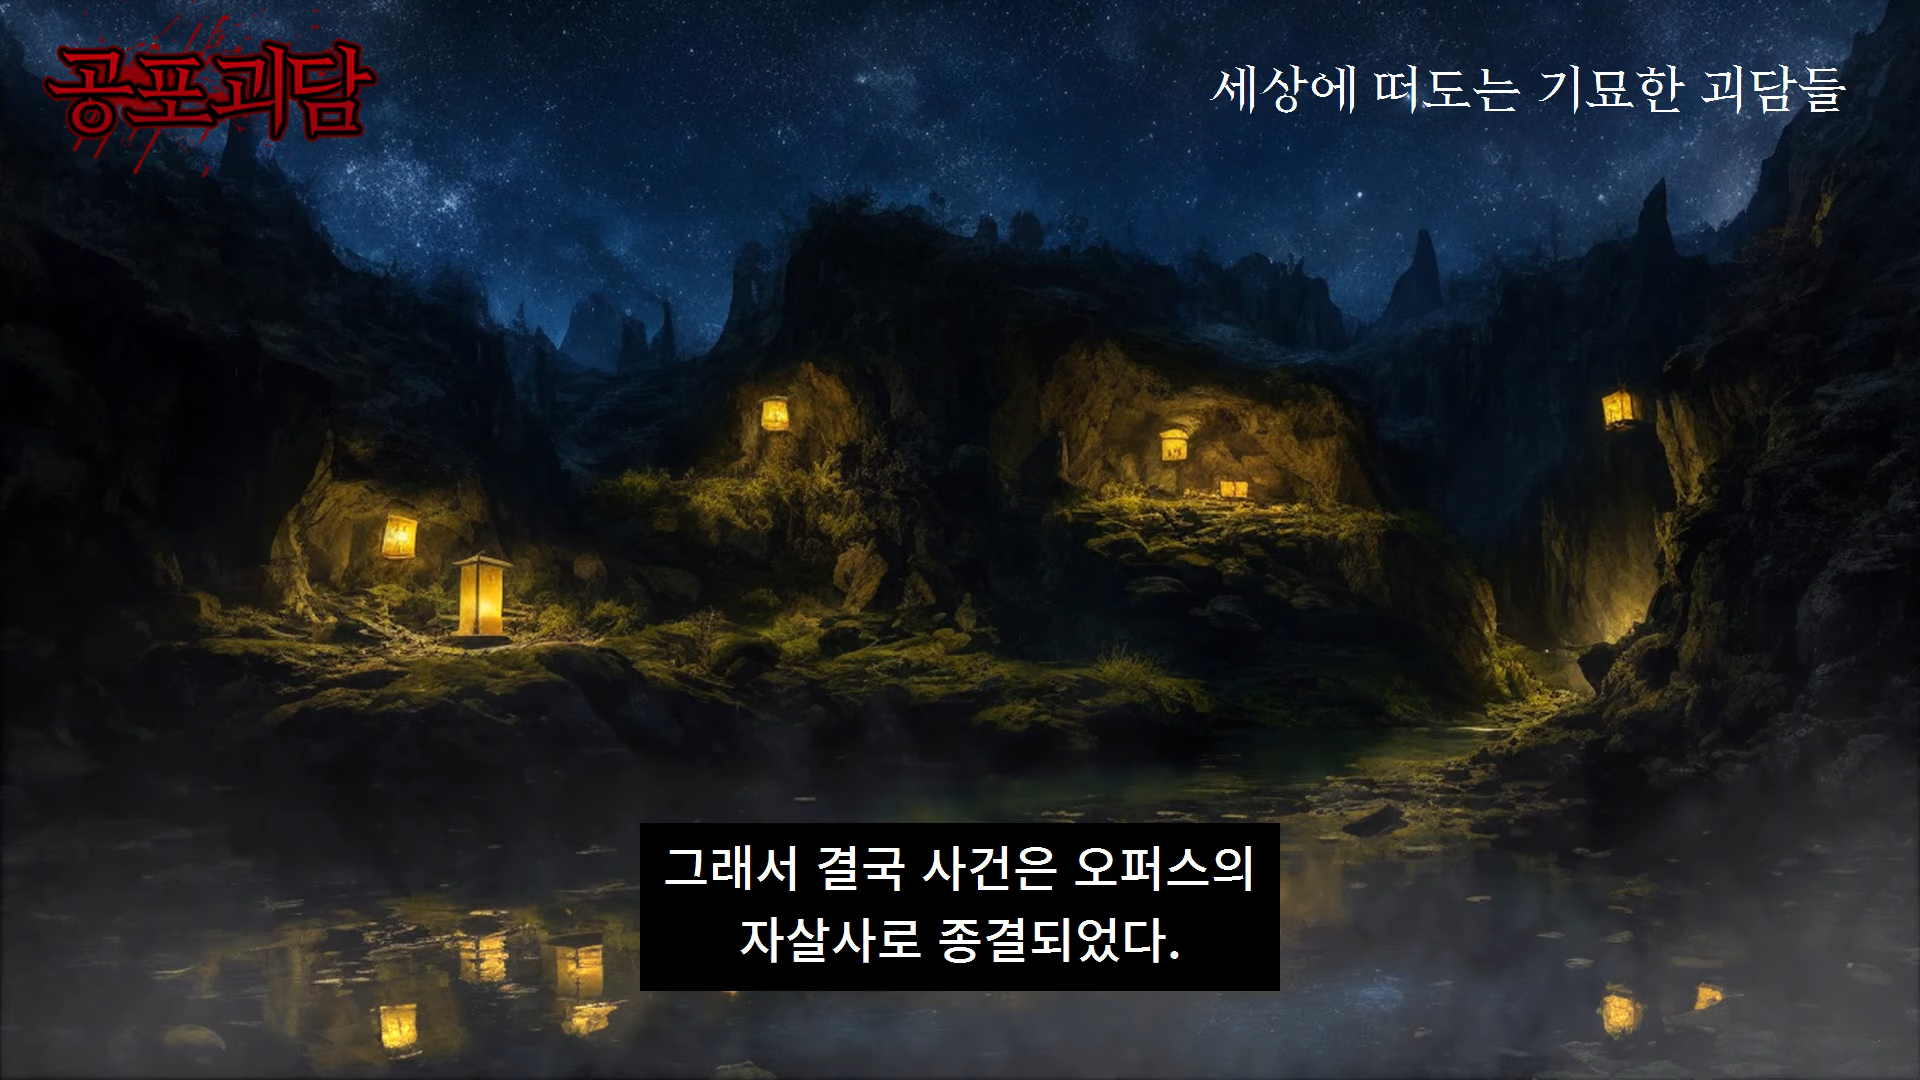 공포괴담
세상에 떠도는 기묘한 괴담들
그래서 결국 사건은 오퍼스의
자살사로 종결되었다.